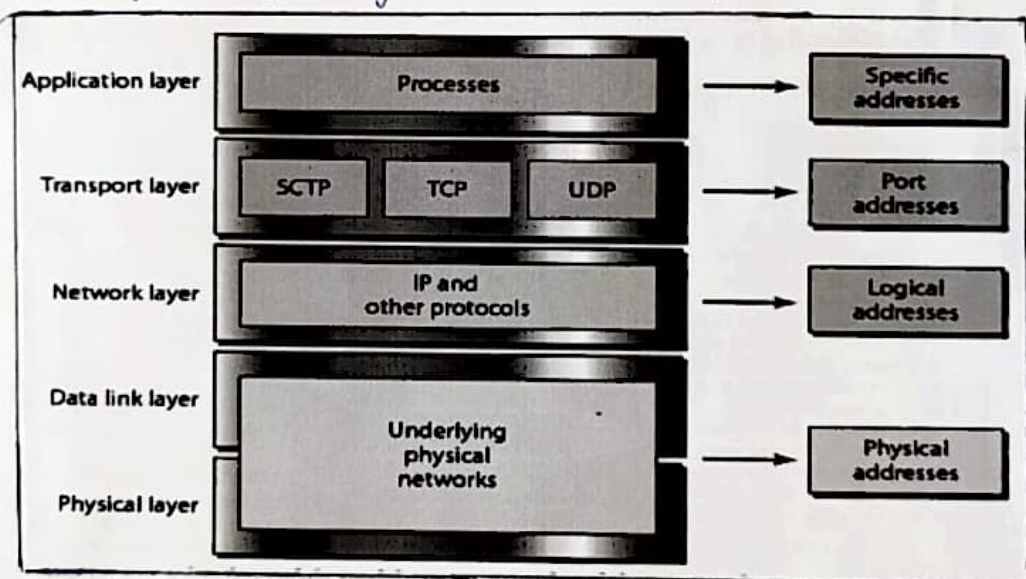 Application layer
Processes
Specific
addresses
Transport layer
SCTP
TCP
UDP
Port
addresses
Network layer
IP and
other protocols
Logical
addresses
Data link layer
Underlying
physical
networks
Physical
addresses
Physical layer